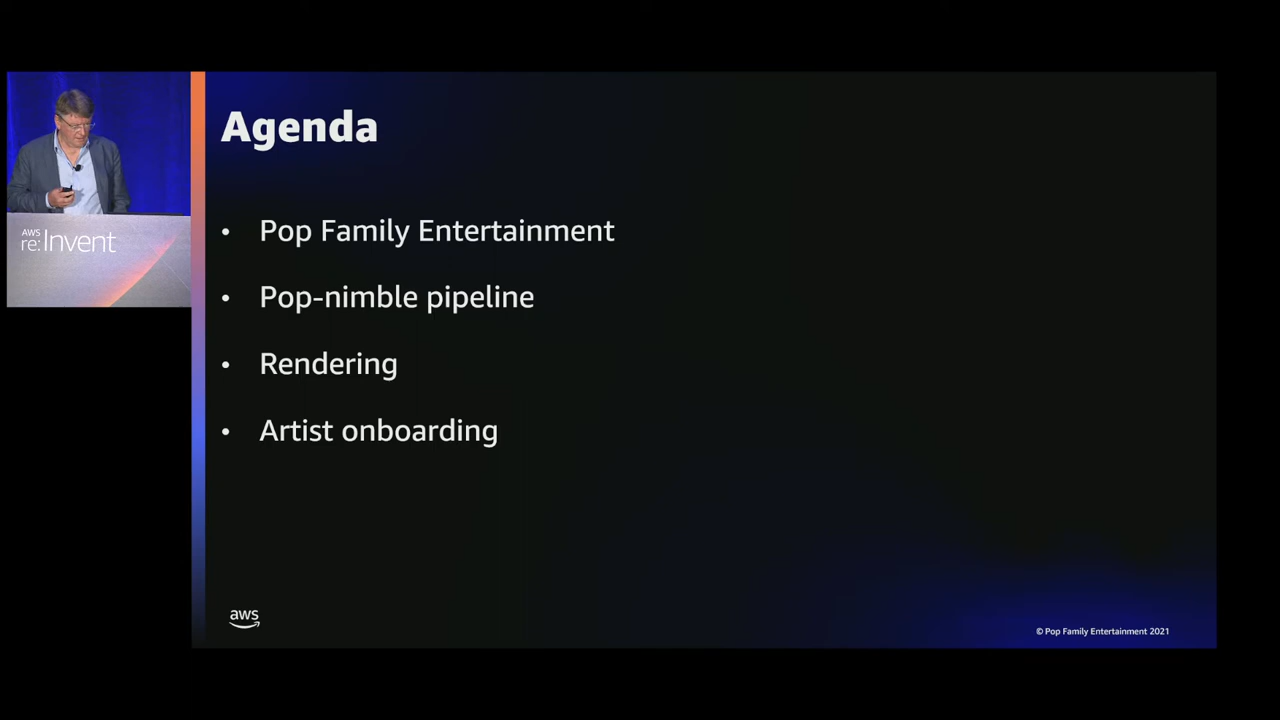 Agenda
AWS
re:Invent
• Pop Family Entertainment
• Pop-nimble pipeline
• Rendering
• Artist onboarding
aws
© Pop Family Entertainment 2021